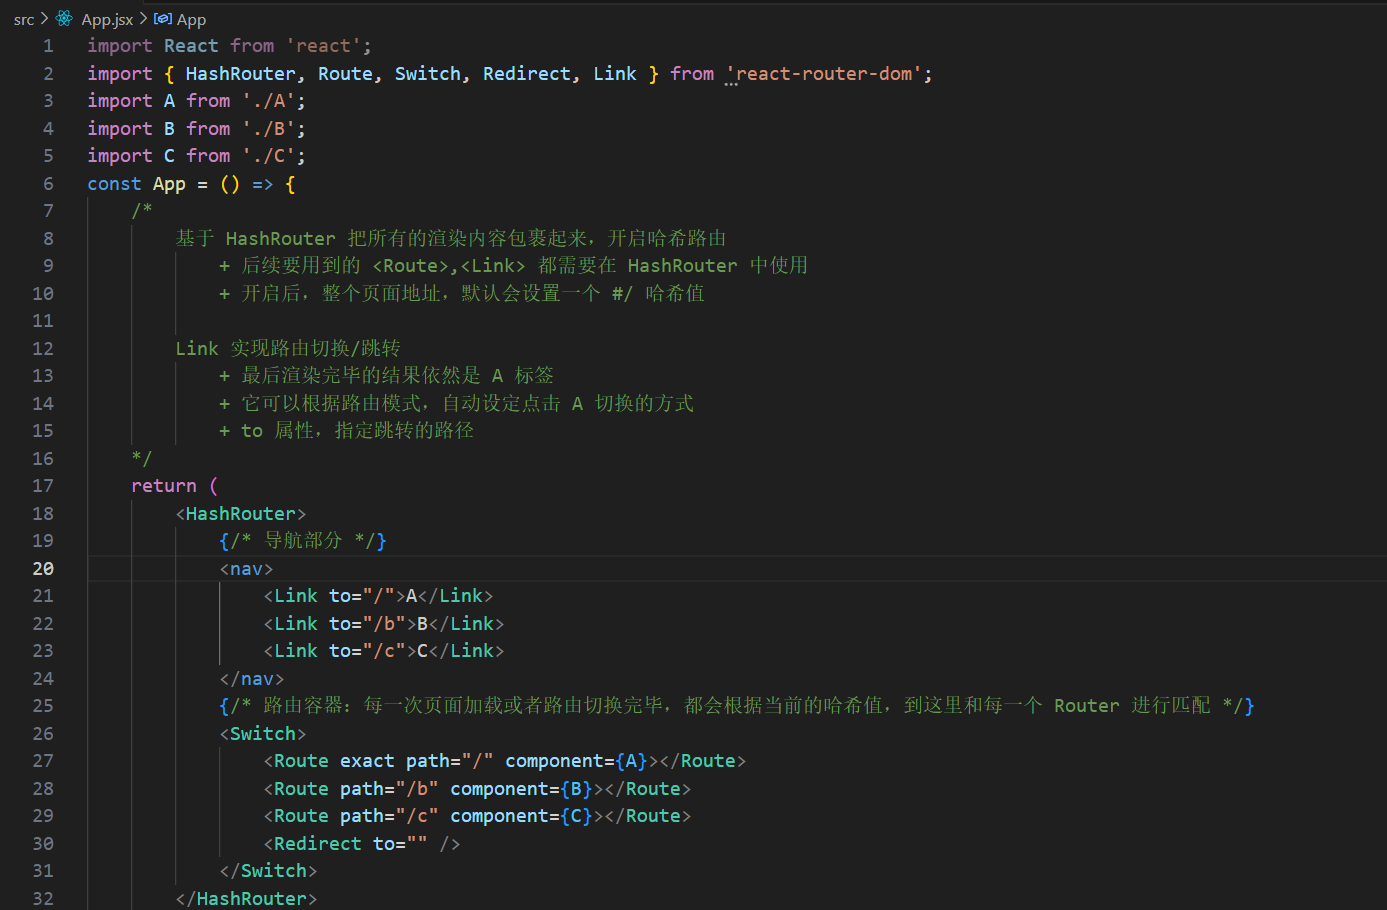 src > App.jsx > App
1 import React from 'react';
2 import { HashRouter, Route, Switch, Redirect, Link } from 'react-router-dom';
3 import A from './A';
4 import B from './B';
5 import C from './C';
6 const App = () => {
7 /*
8 基于 HashRouter 把所有的渲染内容包裹起来，开启哈希路由
9 + 后续要用到的 <Route>,<Link> 都需要在 HashRouter 中使用
10 + 开启后，整个页面地址，默认会设置一个 #/ 哈希值
11
12 Link 实现路由切换/跳转
13 + 最后渲染完毕的结果依然是 A 标签
14 + 它可以根据路由模式，自动设定点击 A 切换的方式
15 + to 属性，指定跳转的路径
16 */
17 return (
18 <HashRouter>
19 {/* 导航部分 */}
20 <nav>
21 <Link to="/">A</Link>
22 <Link to="/b">B</Link>
23 <Link to="/c">C</Link>
24 </nav>
25 {/* 路由容器：每一次页面加载或者路由切换完毕，都会根据当前的哈希值，到这里和每一个 Router 进行匹配 */}
26 <Switch>
27 <Route exact path="/" component={A}></Route>
28 <Route path="/b" component={B}></Route>
29 <Route path="/c" component={C}></Route>
30 <Redirect to="" />
31 </Switch>
32 </HashRouter>